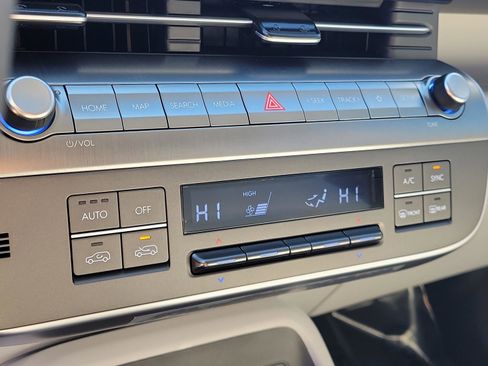 HOME MAP SEARCH MEDIA < SEEK TRACK >
⏻/VOL
TUNE
HIGH
HI HI
AUTO OFF
A/C SYNC
FRONT REAR